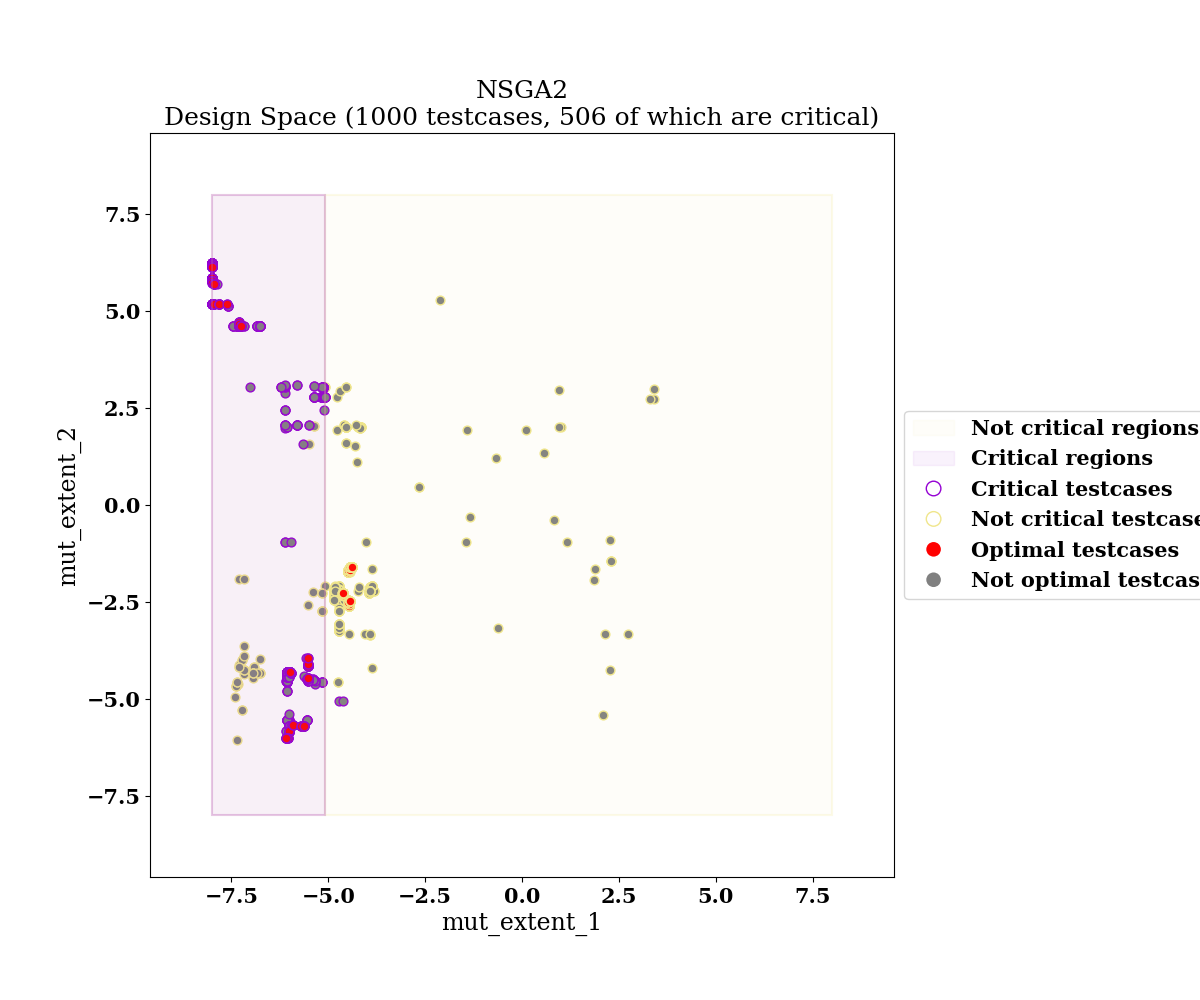 NSGA2
Design Space (1000 testcases, 506 of which are critical)
mut_extent_2
7.5
5.0
2.5
0.0
−2.5
−5.0
−7.5
−7.5
−5.0
−2.5
0.0
2.5
5.0
7.5
mut_extent_1
Not critical regions
Critical regions
Critical testcases
Not critical testcase
Optimal testcases
Not optimal testcas